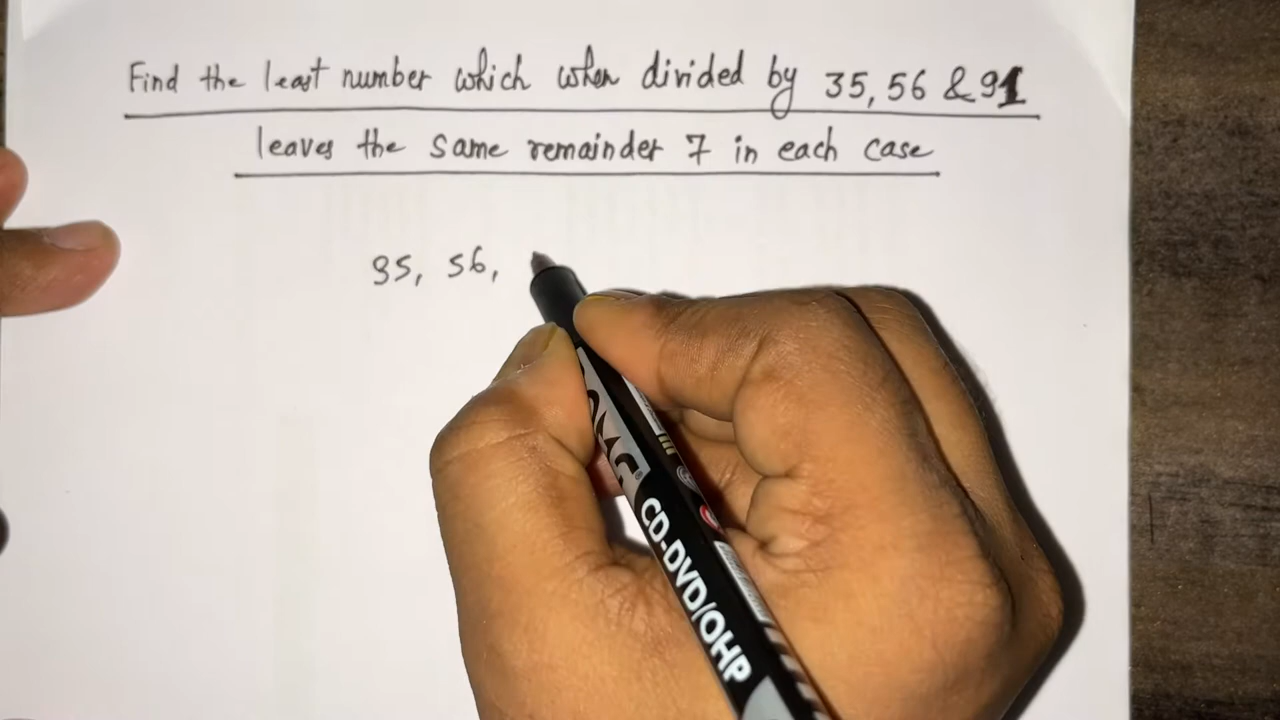 Find the least number which when divided by 35, 56 & 91
leaves the same remainder 7 in each case
35, 56,
CD-DVD/OHP